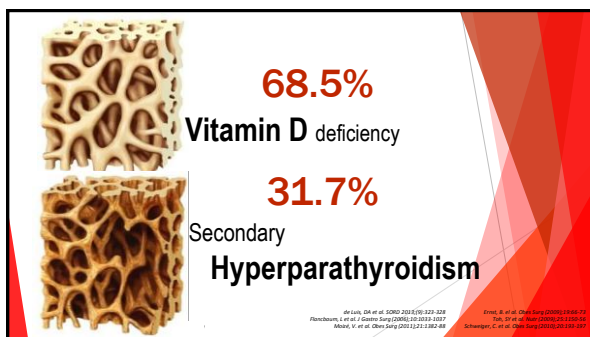 68.5%
Vitamin D deficiency
31.7%
Secondary
Hyperparathyroidism
de Luis, DA et al. SORD 2013;(9):323-328
Flancbaum, L et al. J Gastro Surg (2006);10:1033-1037
Moizé, V. et al. Obes Surg (2011);21:1382-88
Ernst, B. et al. Obes Surg (2009);19:66-73
Toh, SY et al. Nutr (2009);25:1150-56
Schweiger, C. et al. Obes Surg (2010);20:193-197